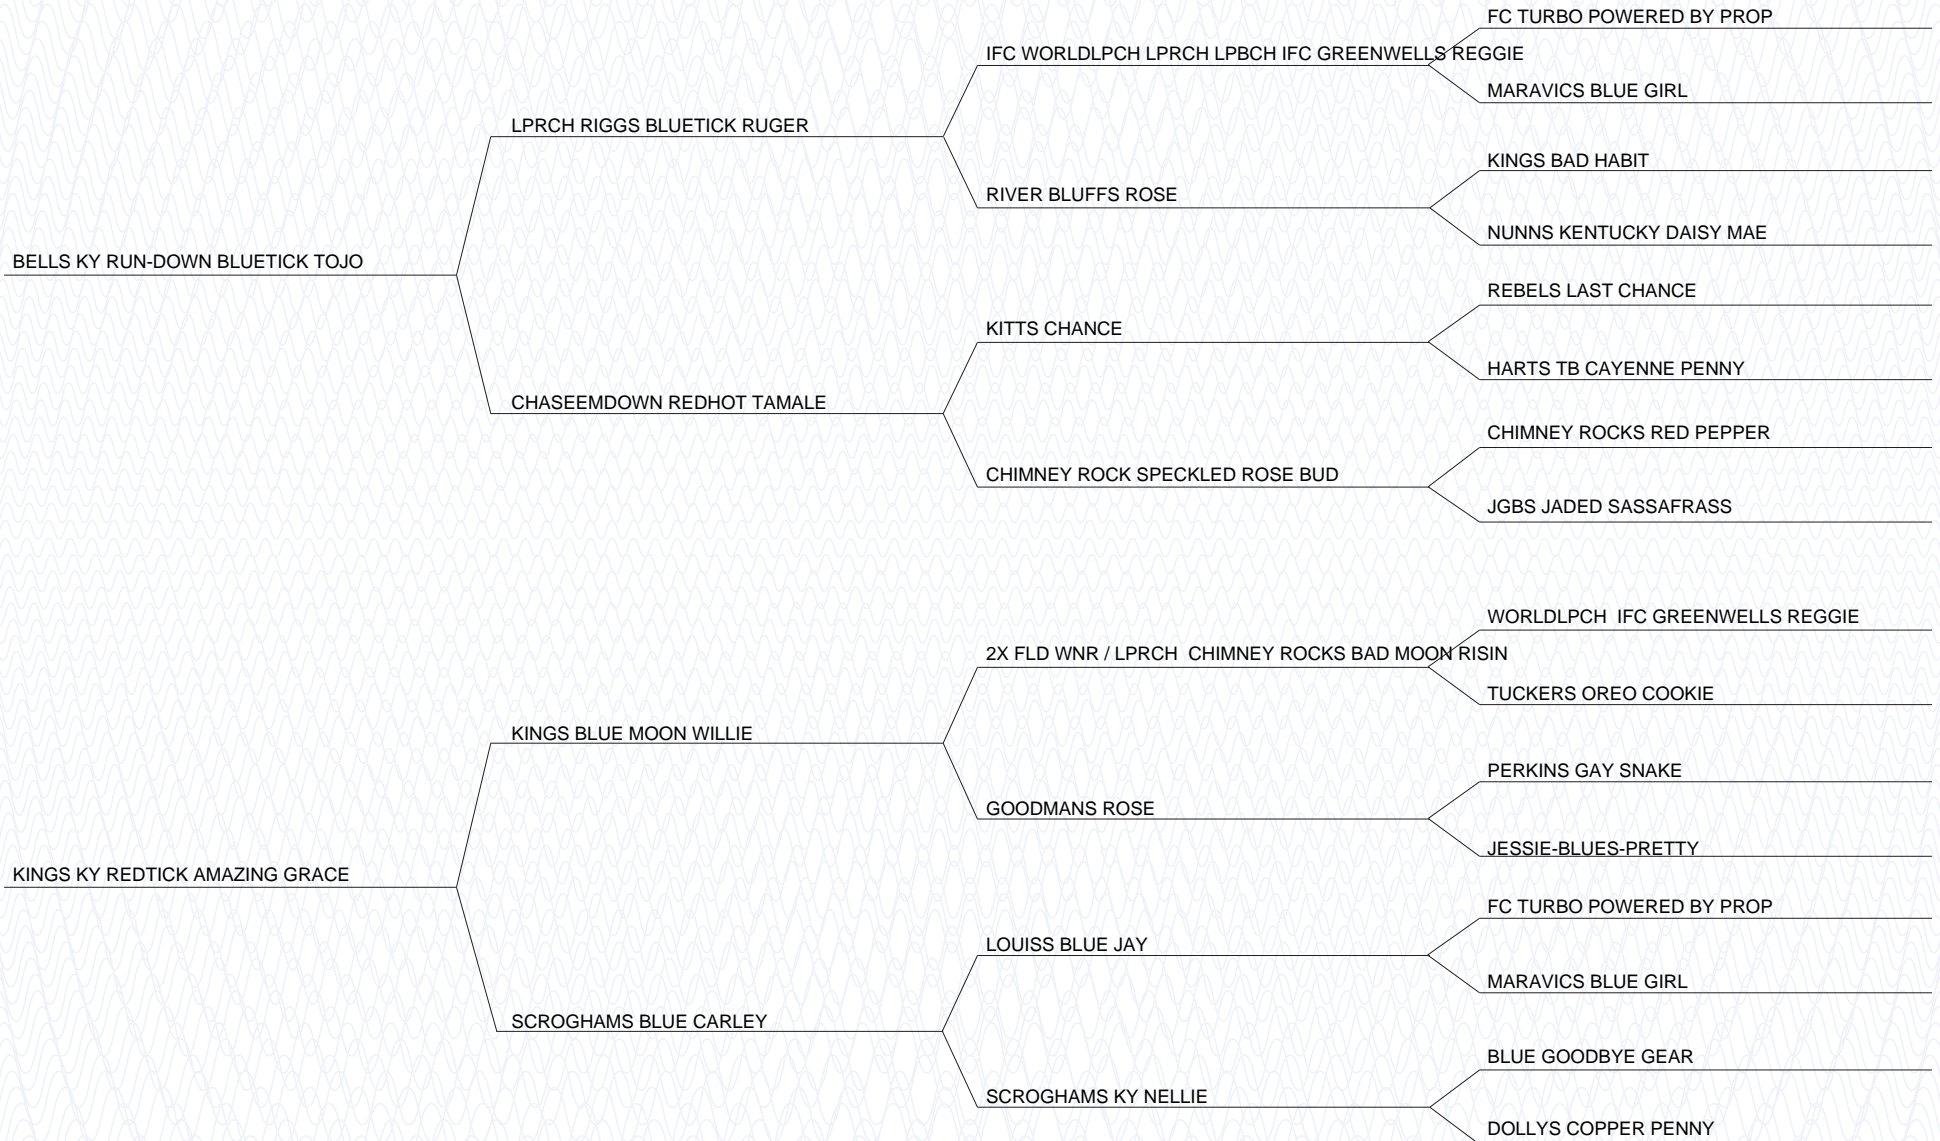 FC TURBO POWERED BY PROP
IFC WORLDLPCH LPRCH LPBCH IFC GREENWELLS REGGIE
MARAVICS BLUE GIRL
LPRCH RIGGS BLUETICK RUGER
KINGS BAD HABIT
RIVER BLUFFS ROSE
NUNNS KENTUCKY DAISY MAE
BELLS KY RUN-DOWN BLUETICK TOJO
REBELS LAST CHANCE
KITTS CHANCE
HARTS TB CAYENNE PENNY
CHASEEMDOWN REDHOT TAMALE
CHIMNEY ROCKS RED PEPPER
CHIMNEY ROCK SPECKLED ROSE BUD
JGBS JADED SASSAFRASS
WORLDLPCH  IFC GREENWELLS REGGIE
2X FLD WNR / LPRCH  CHIMNEY ROCKS BAD MOON RISIN
TUCKERS OREO COOKIE
KINGS BLUE MOON WILLIE
PERKINS GAY SNAKE
GOODMANS ROSE
JESSIE-BLUES-PRETTY
KINGS KY REDTICK AMAZING GRACE
FC TURBO POWERED BY PROP
LOUISS BLUE JAY
MARAVICS BLUE GIRL
SCROGHAMS BLUE CARLEY
BLUE GOODBYE GEAR
SCROGHAMS KY NELLIE
DOLLYS COPPER PENNY